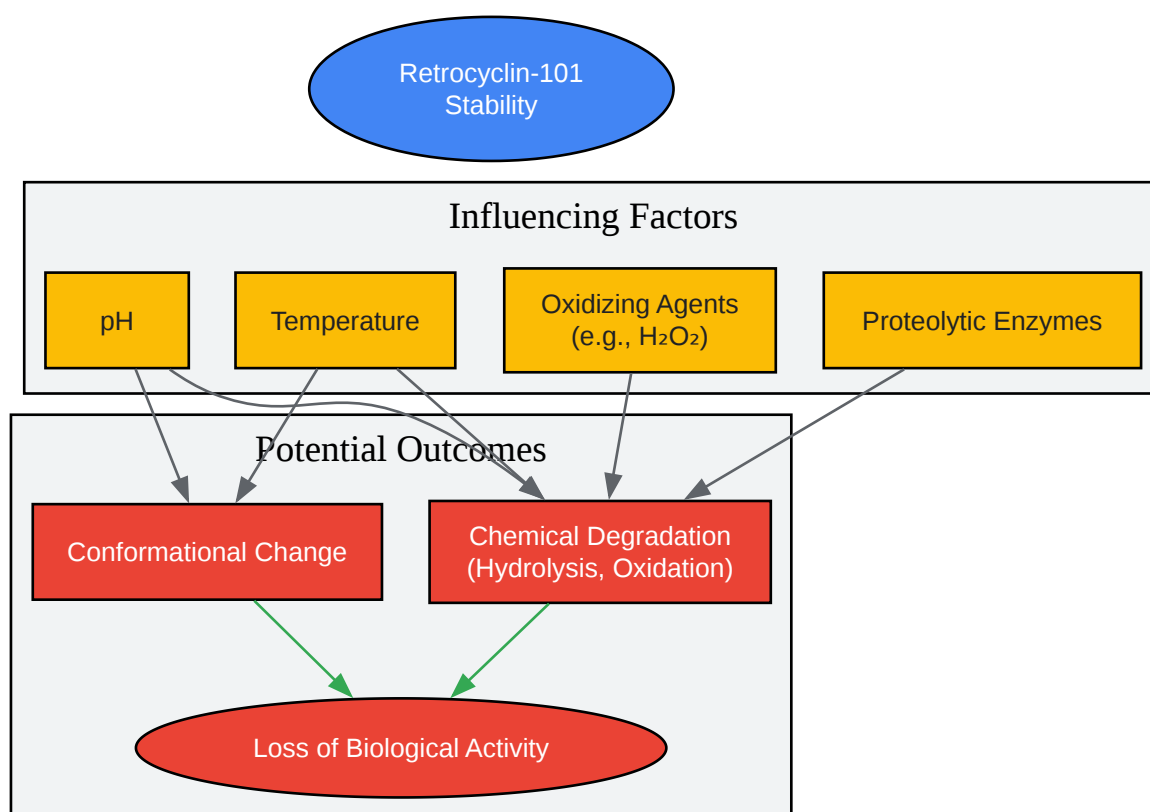 Retrocyclin-101
Stability
Influencing Factors
pH
Temperature
Oxidizing Agents
(e.g., H₂O₂)
Proteolytic Enzymes
Potential Outcomes
Conformational Change
Chemical Degradation
(Hydrolysis, Oxidation)
Loss of Biological Activity